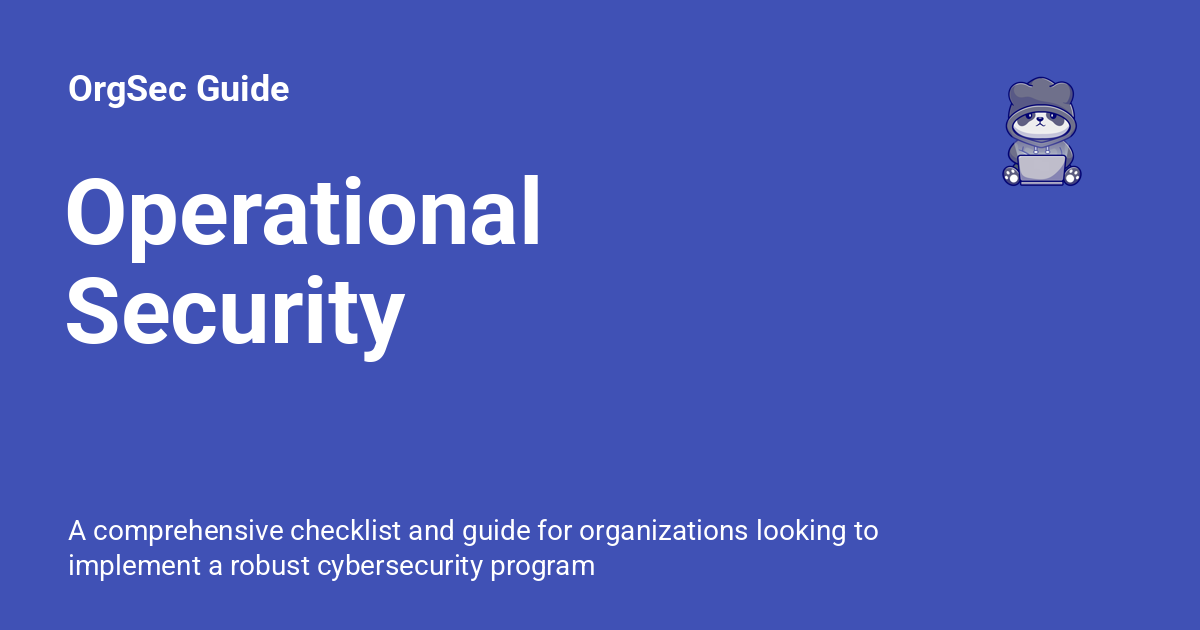 OrgSec Guide
Operational
Security
A comprehensive checklist and guide for organizations looking to
implement a robust cybersecurity program